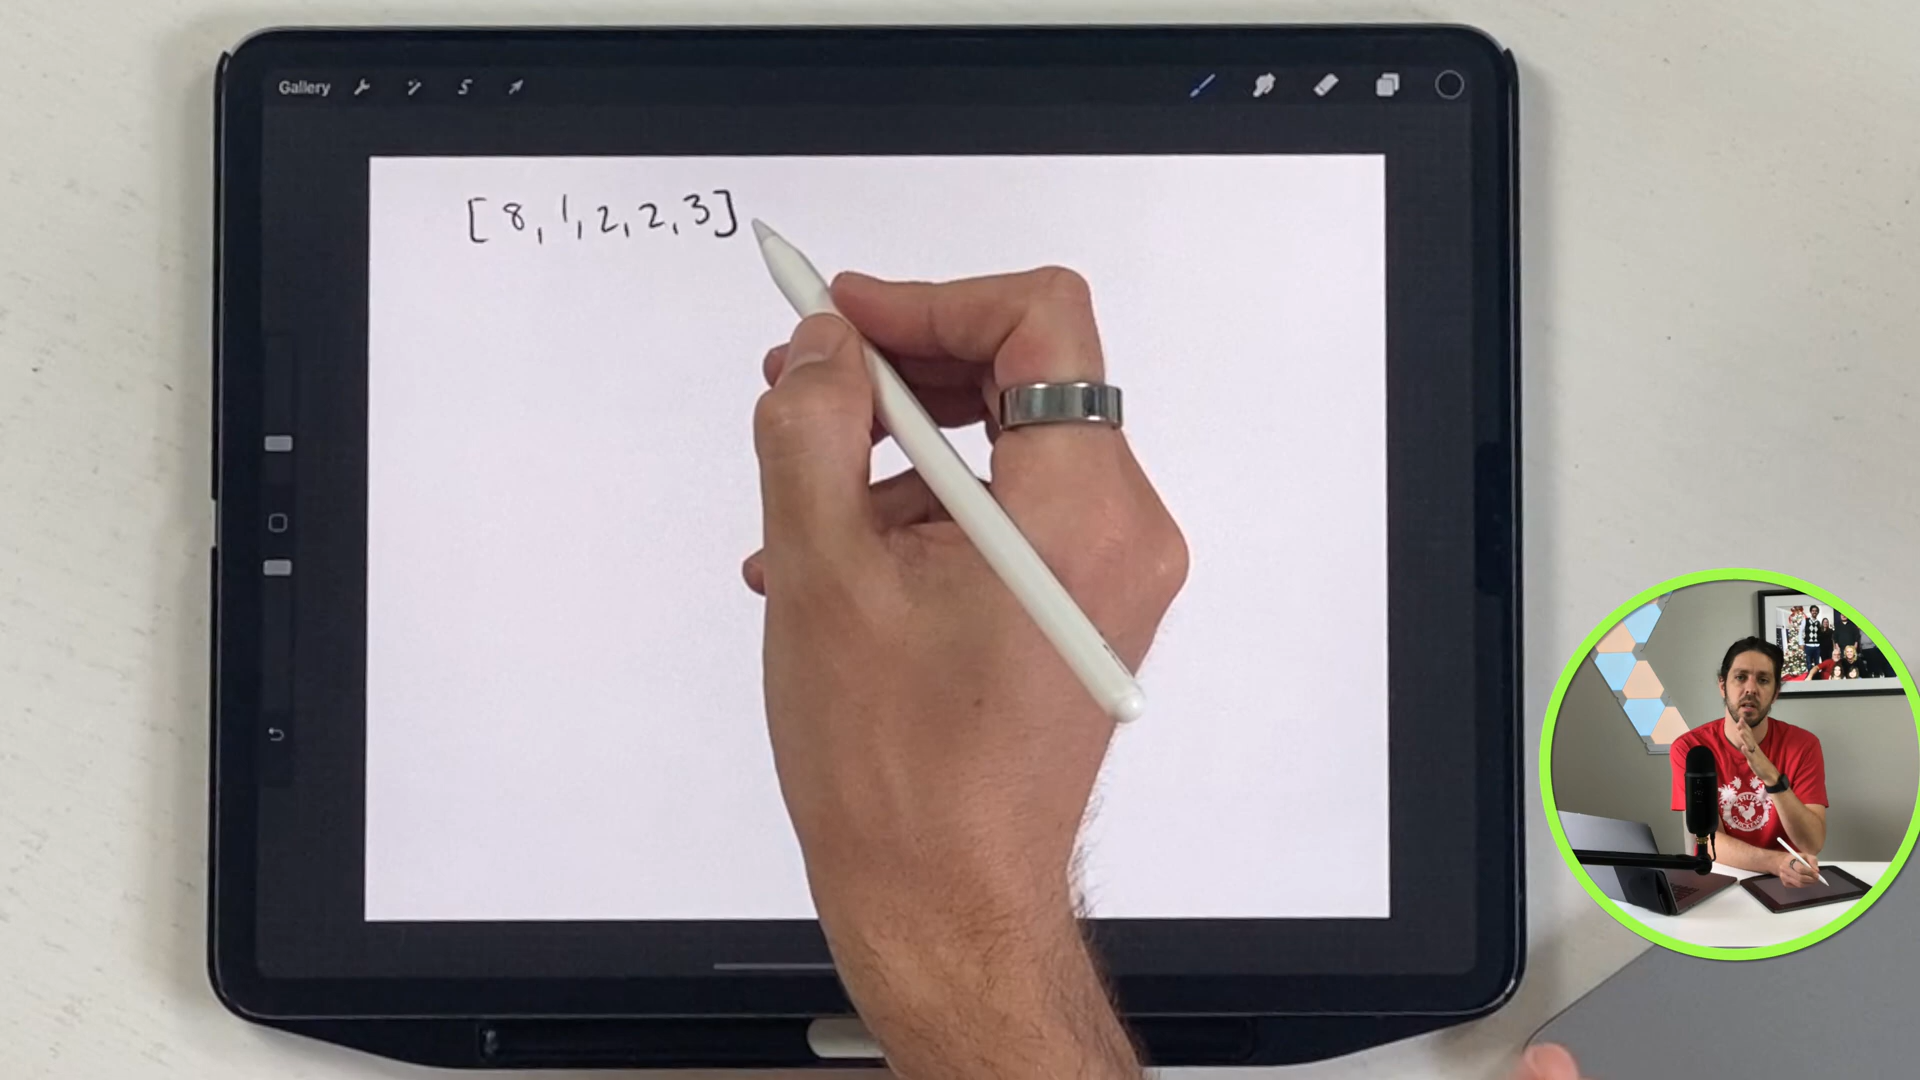 Gallery
[8, 1, 2, 2, 3]